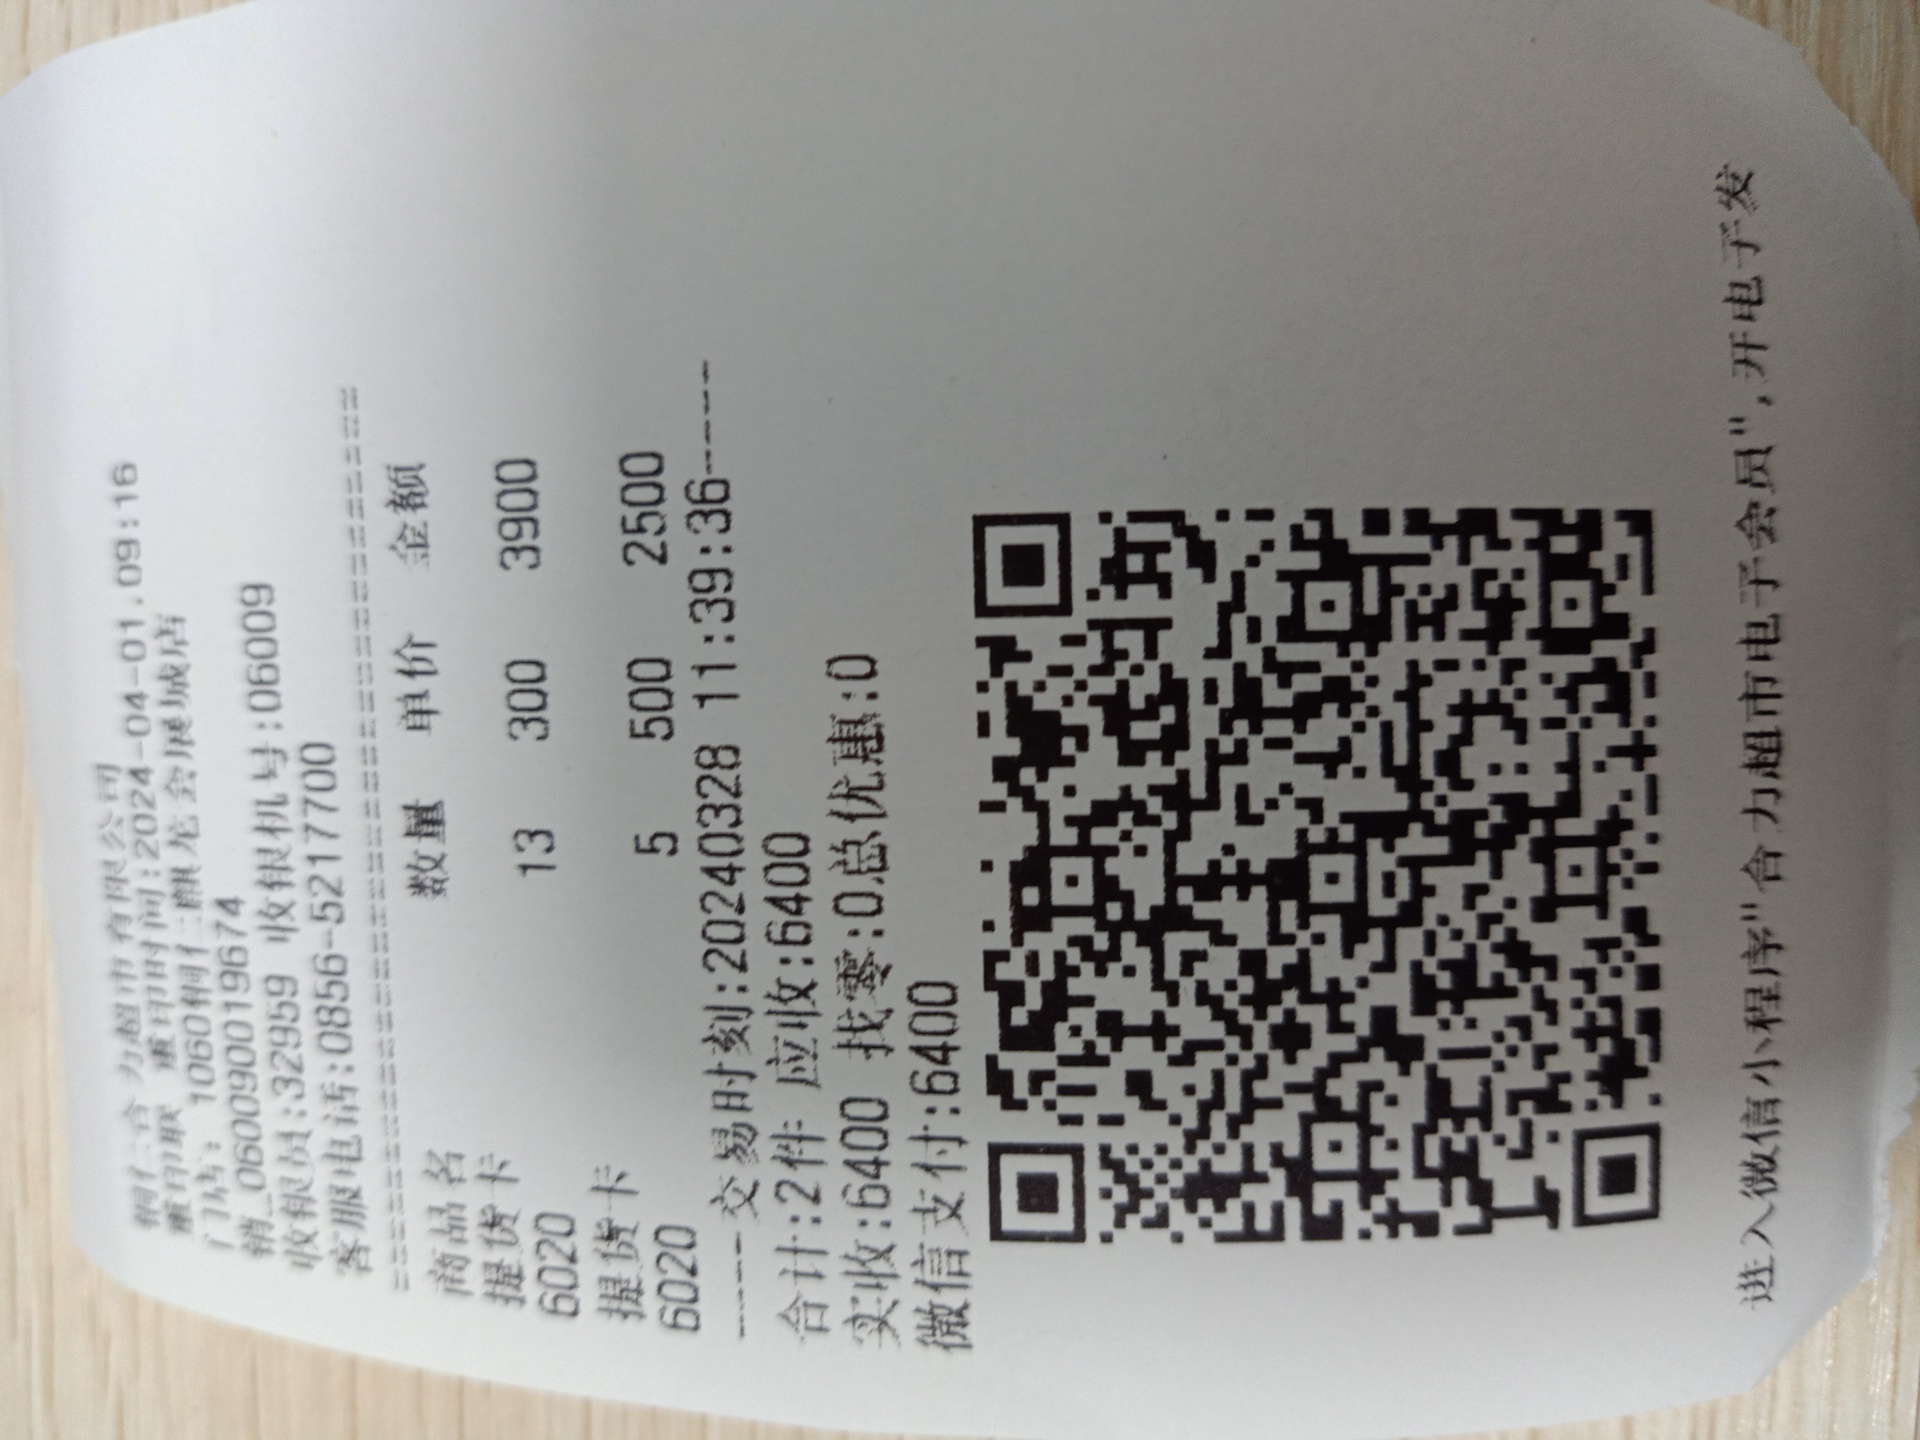 铜仁合力超市有限公司
重印联 重印时间:2024-04-01.09:16
门店: 1060铜仁麒龙会展城店
销_0600900019674
收银员:32959 收银机号:06009
客服电话:0856-5217700
================================
商品名 数量 单价 金额
提货卡
6020 13 300 3900
提货卡
6020 5 500 2500
-----交易时刻:20240328 11:39:36-----
合计:2件 应收:6400
实收:6400 找零:0总优惠:0
微信支付:6400
进入微信小程序"合力超市电子会员",开电子发